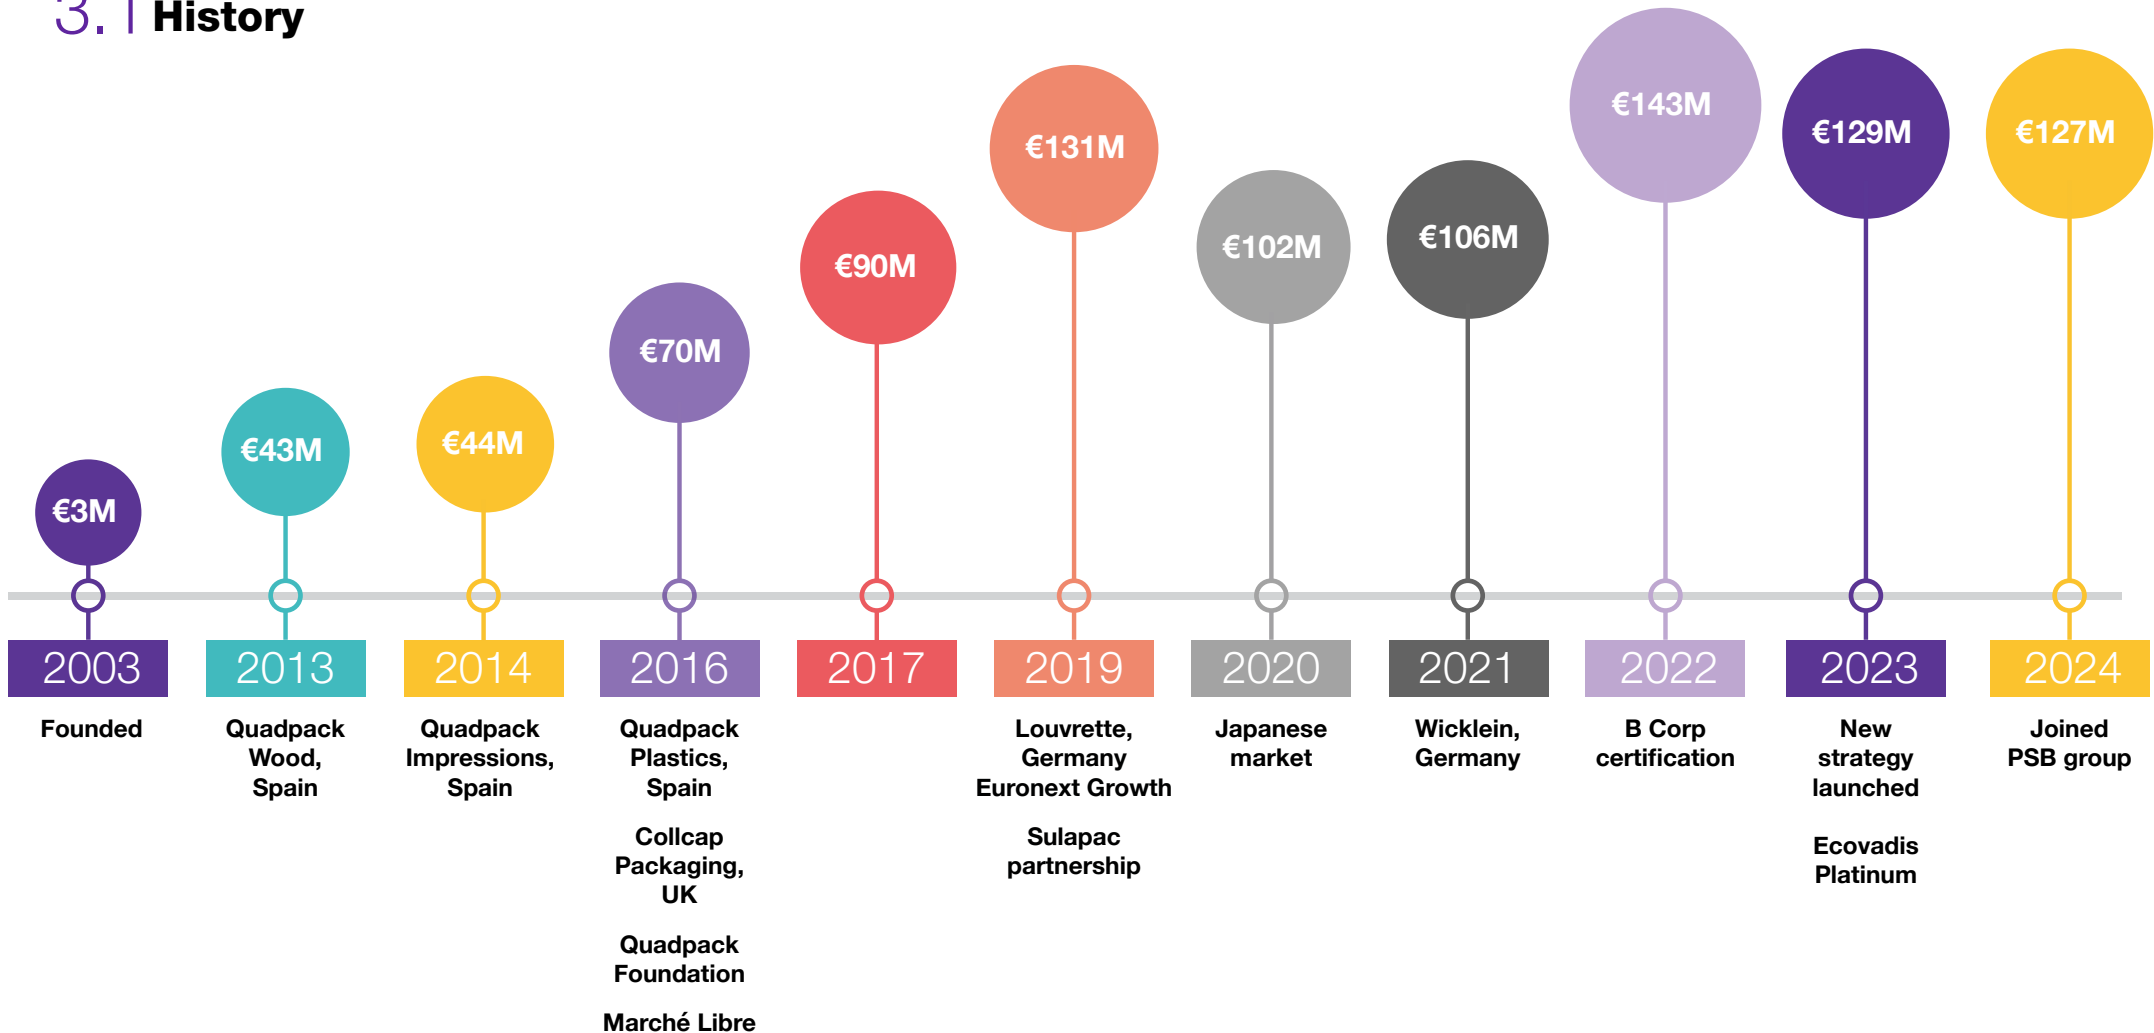 3.1 History
€3M
€43M
€44M
€70M
€90M
€131M
€102M
€106M
€143M
€129M
€127M
2003
2013
2014
2016
2017
2019
2020
2021
2022
2023
2024
Founded
Quadpack
Wood,
Spain
Quadpack
Impressions,
Spain
Quadpack
Plastics,
Spain
Collcap
Packaging,
UK
Quadpack
Foundation
Marché Libre
Louvrette,
Germany
Euronext Growth
Sulapac
partnership
Japanese
market
Wicklein,
Germany
B Corp
certification
New
strategy
launched
Ecovadis
Platinum
Joined
PSB group